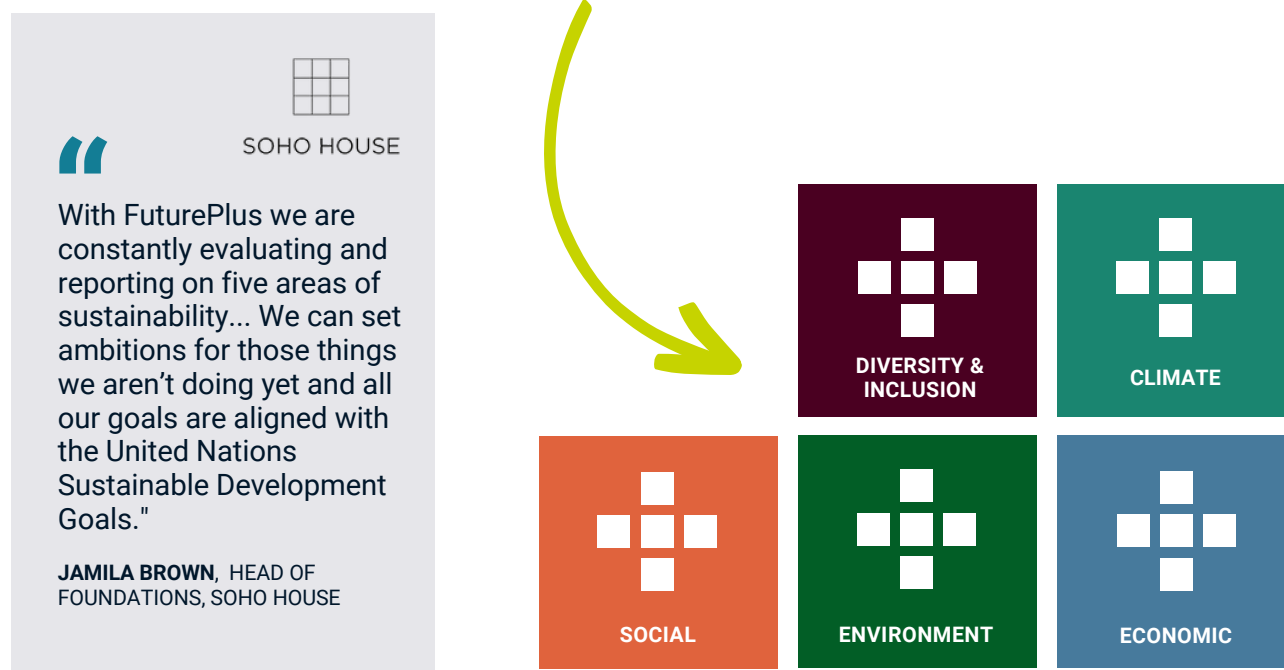 SOHO HOUSE
“
With FuturePlus we are
constantly evaluating and
reporting on five areas of
sustainability... We can set
ambitions for those things
we aren’t doing yet and all
our goals are aligned with
the United Nations
Sustainable Development
Goals."
JAMILA BROWN, HEAD OF
FOUNDATIONS, SOHO HOUSE
DIVERSITY &
INCLUSION
CLIMATE
SOCIAL
ENVIRONMENT
ECONOMIC